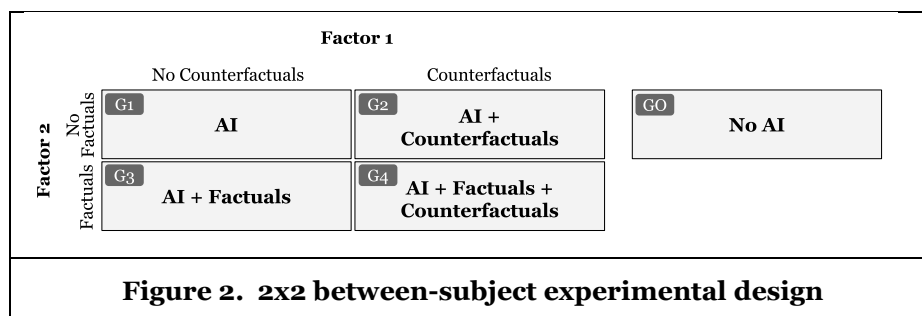 Factor 1
No Counterfactuals
Counterfactuals
Factor 2
No
Factuals
Factuals
G1
AI
G2
AI +
Counterfactuals
GO
No AI
G3
AI + Factuals
G4
AI + Factuals +
Counterfactuals
Figure 2. 2x2 between-subject experimental design